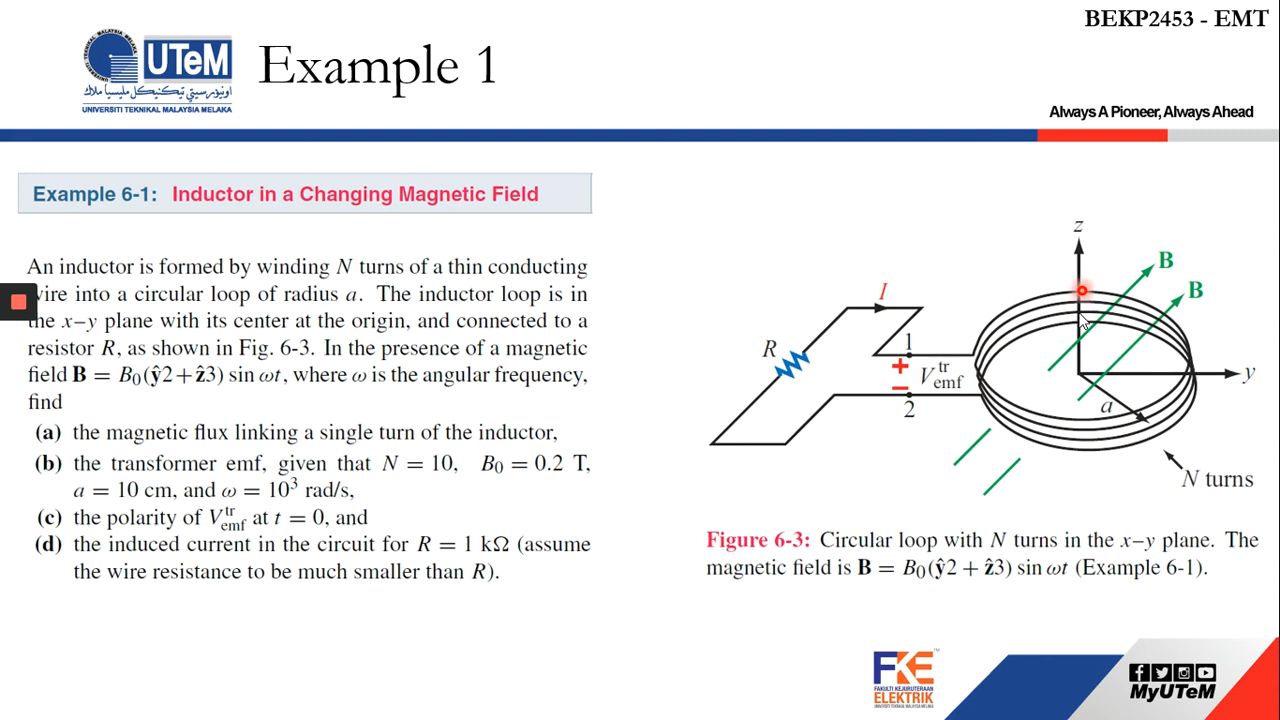 BEKP2453 - EMT
UTeM
اونيۏرسيتي تيكنيكل مليسيا ملاك
UNIVERSITI TEKNIKAL MALAYSIA MELAKA
Example 1
Always A Pioneer, Always Ahead
Example 6-1: Inductor in a Changing Magnetic Field
An inductor is formed by winding N turns of a thin conducting
wire into a circular loop of radius a. The inductor loop is in
the x–y plane with its center at the origin, and connected to a
resistor R, as shown in Fig. 6-3. In the presence of a magnetic
field B = B₀(ŷ2 + ẑ3) sin ωt, where ω is the angular frequency,
find
(a) the magnetic flux linking a single turn of the inductor,
(b) the transformer emf, given that N = 10, B₀ = 0.2 T,
a = 10 cm, and ω = 10³ rad/s,
(c) the polarity of V^tr_emf at t = 0, and
(d) the induced current in the circuit for R = 1 kΩ (assume
the wire resistance to be much smaller than R).
z
B
B
I
R
1
+
V^tr_emf
–
2
y
a
N turns
Figure 6-3: Circular loop with N turns in the x–y plane. The
magnetic field is B = B₀(ŷ2 + ẑ3) sin ωt (Example 6-1).
FKE
FAKULTI KEJURUTERAAN
ELEKTRIK
MyUTeM